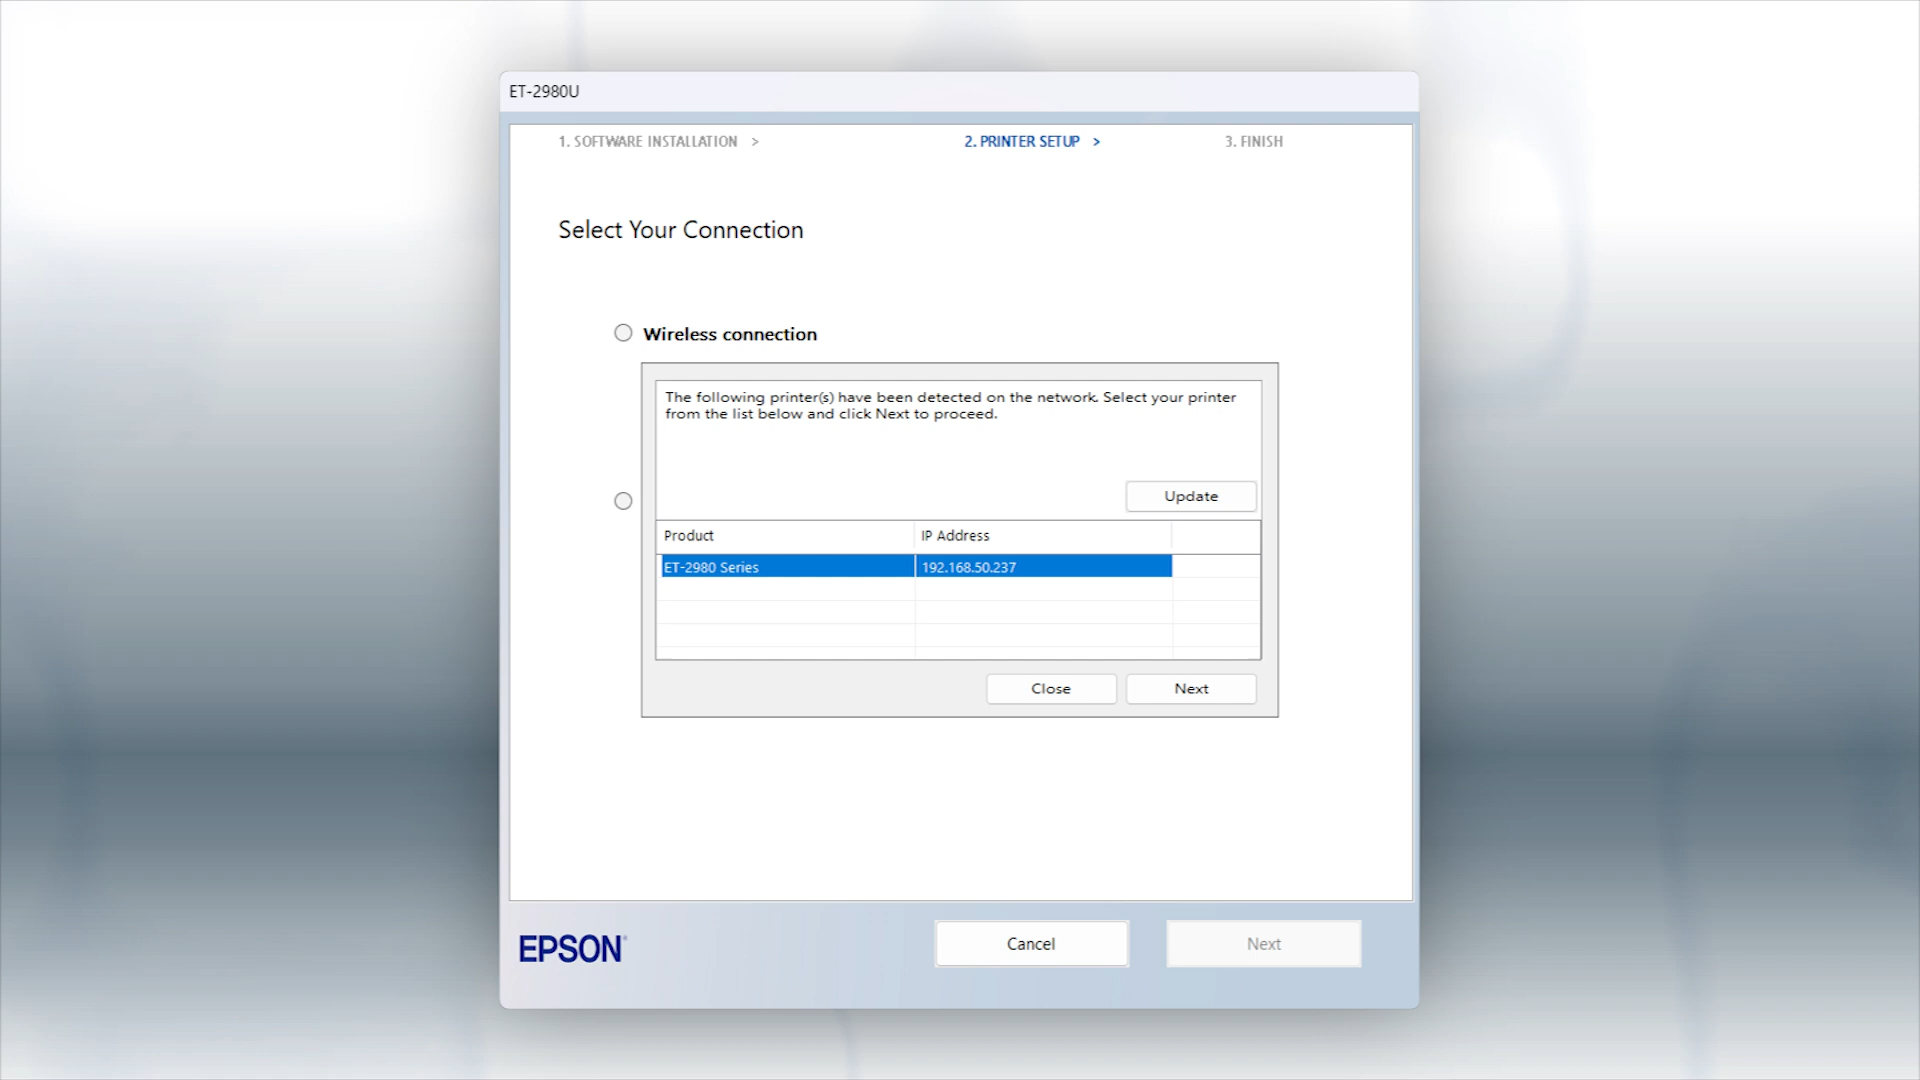 ET-2980U
1. SOFTWARE INSTALLATION > 2. PRINTER SETUP > 3. FINISH
Select Your Connection
Wireless connection
The following printer(s) have been detected on the network. Select your printer
from the list below and click Next to proceed.
Update
Product IP Address
ET-2980 Series 192.168.50.237
Close Next
EPSON Cancel Next